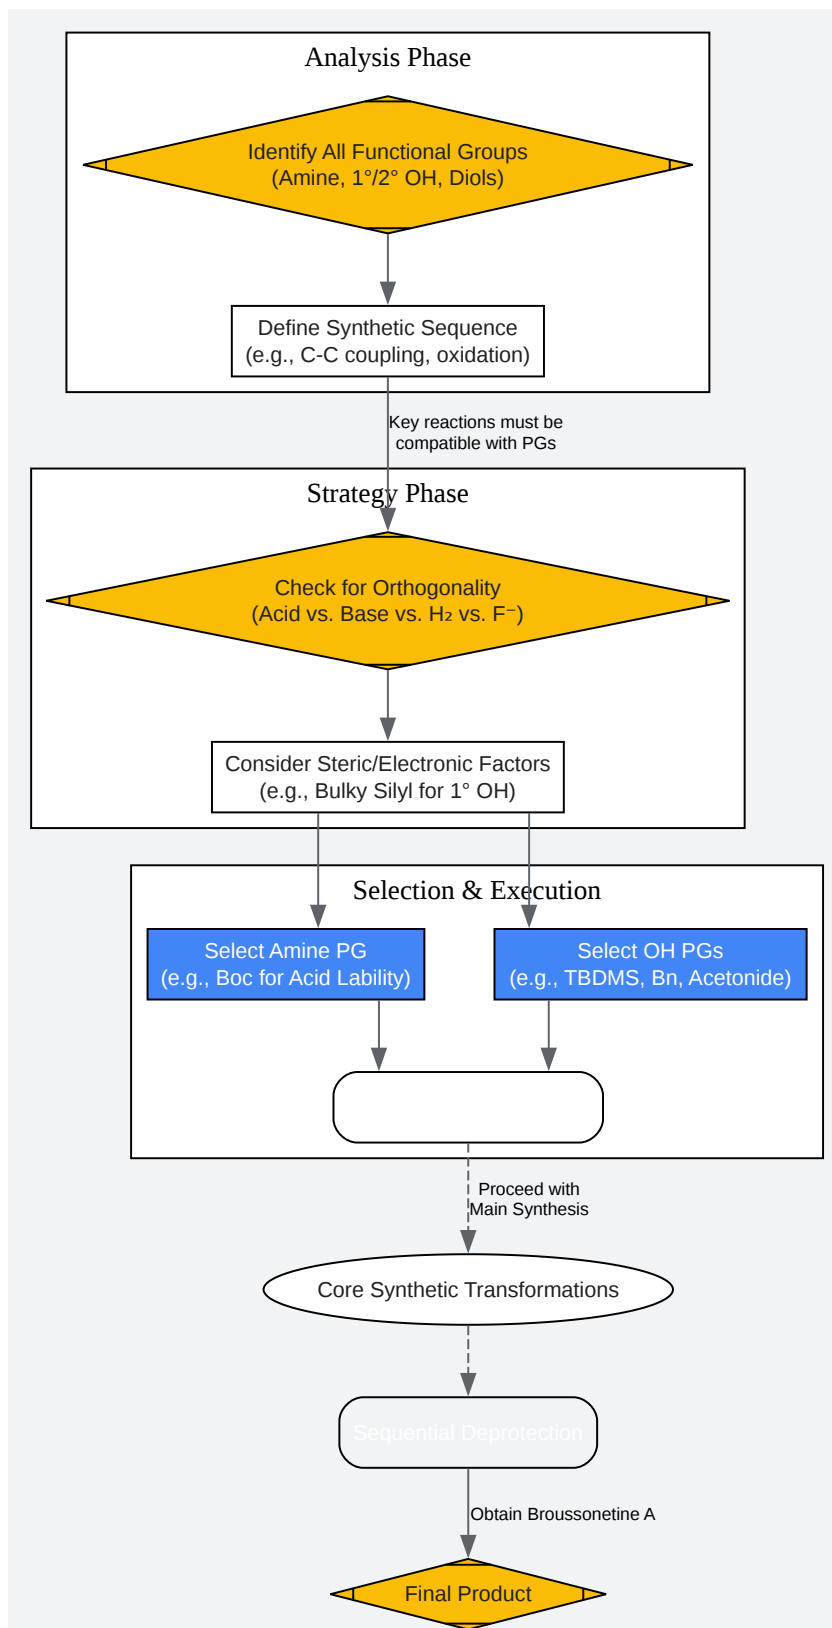 Analysis Phase
Identify All Functional Groups
(Amine, 1°/2° OH, Diols)
Define Synthetic Sequence
(e.g., C-C coupling, oxidation)
Key reactions must be
compatible with PGs
Strategy Phase
Check for Orthogonality
(Acid vs. Base vs. H₂ vs. F⁻)
Consider Steric/Electronic Factors
(e.g., Bulky Silyl for 1° OH)
Selection & Execution
Select Amine PG
(e.g., Boc for Acid Lability)
Select OH PGs
(e.g., TBDMS, Bn, Acetonide)
Proceed with
Main Synthesis
Core Synthetic Transformations
Sequential Deprotection
Obtain Broussonetine A
Final Product